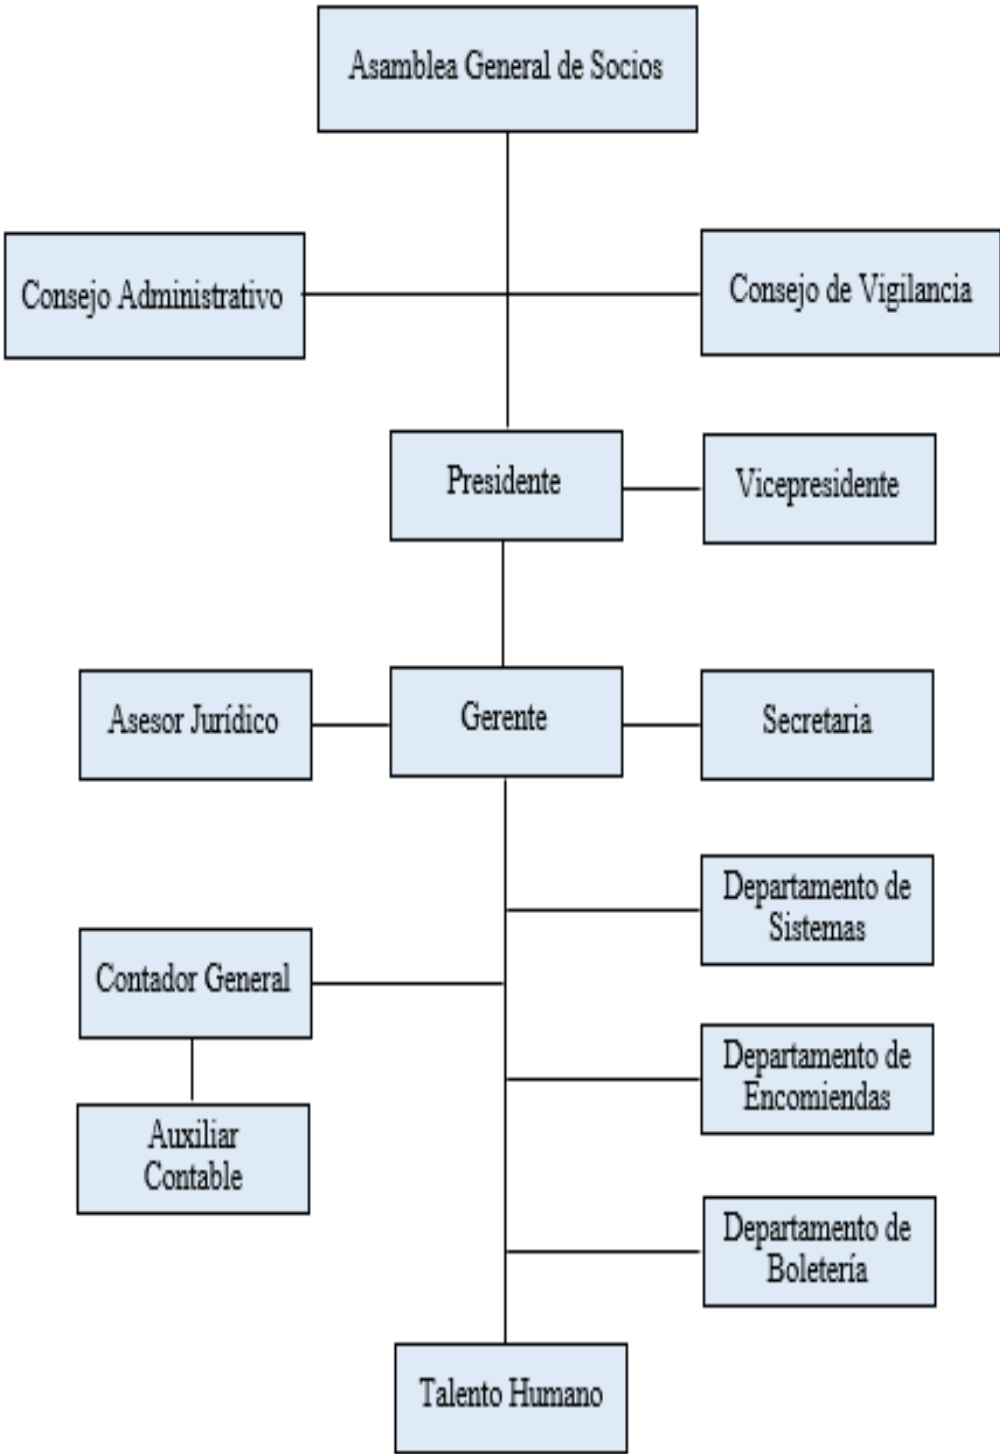 Asamblea General de Socios
Consejo Administrativo
Consejo de Vigilancia
Presidente
Vicepresidente
Asesor Jurídico
Gerente
Secretaria
Departamento de
Sistemas
Contador General
Departamento de
Encomiendas
Auxiliar
Contable
Departamento de
Boletería
Talento Humano